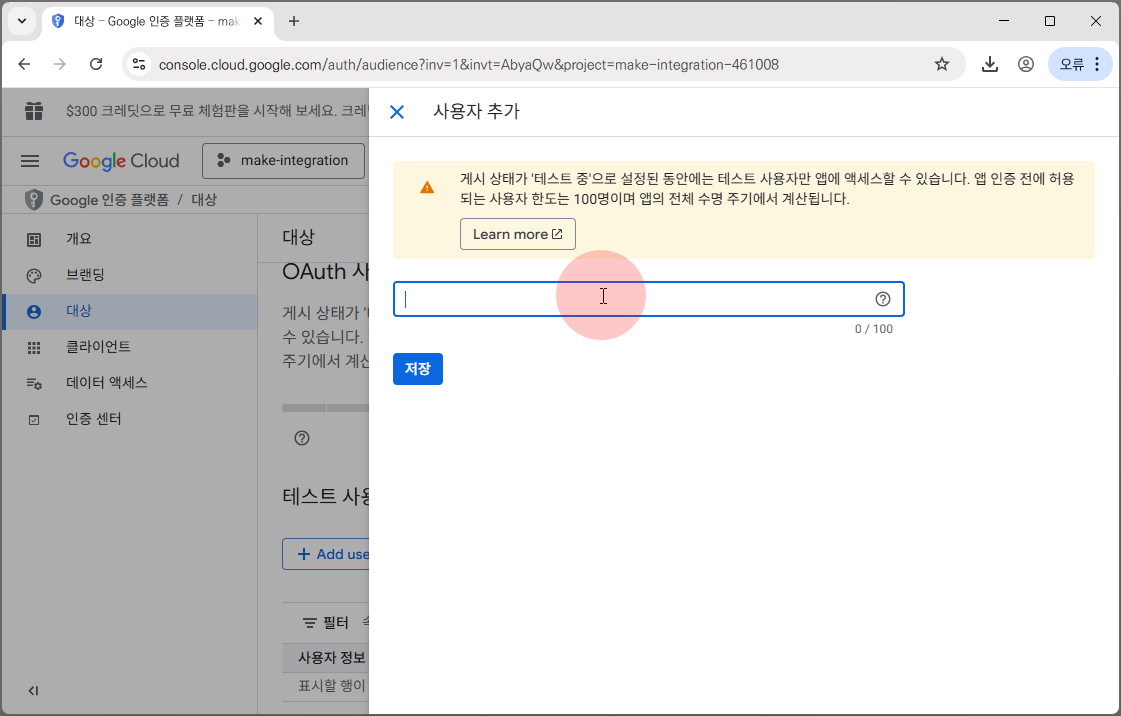 대상 – Google 인증 플랫폼 – mak
console.cloud.google.com/auth/audience?inv=1&invt=AbyaQw&project=make-integration-461008
오류
$300 크레딧으로 무료 체험판을 시작해 보세요. 크레
Google Cloud
make-integration
Google 인증 플랫폼 / 대상
개요
브랜딩
대상
클라이언트
데이터 액세스
인증 센터
대상
OAuth 사
게시 상태가 '
수 있습니다.
주기에서 계산
테스트 사용
+ Add use
필터
사용자 정보
표시할 행이
사용자 추가
게시 상태가 '테스트 중'으로 설정된 동안에는 테스트 사용자만 앱에 액세스할 수 있습니다. 앱 인증 전에 허용
되는 사용자 한도는 100명이며 앱의 전체 수명 주기에서 계산됩니다.
Learn more
0 / 100
저장